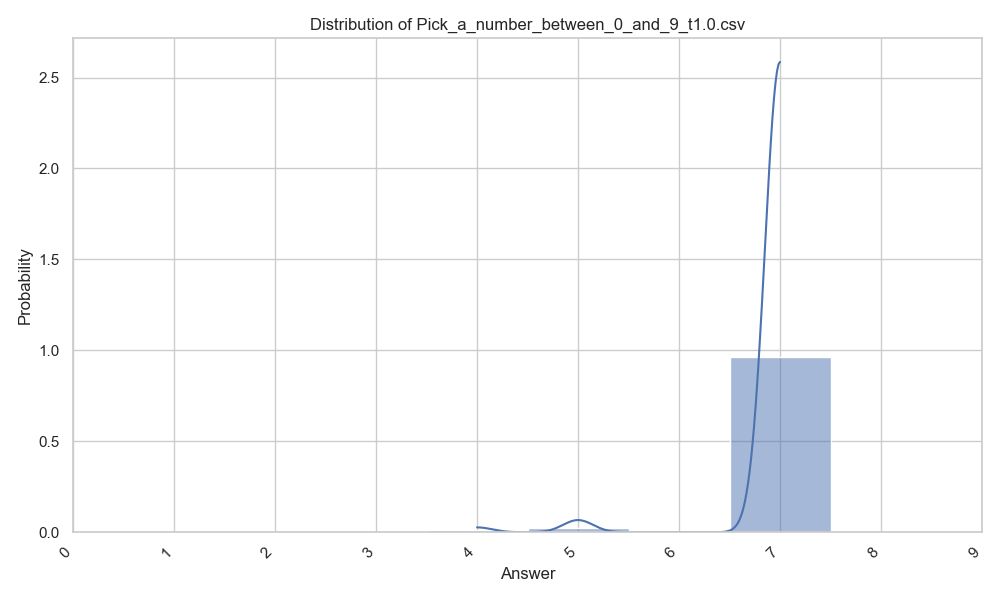 Distribution of Pick_a_number_between_0_and_9_t1.0.csv
2.5
2.0
1.5
1.0
0.5
0.0
Probability
0 1 2 3 4 5 6 7 8 9
Answer